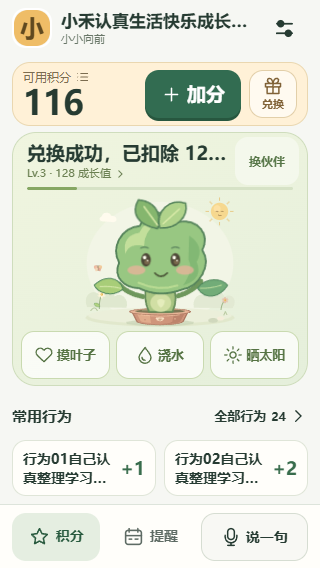 小
小禾认真生活快乐成长...
小小向前
可用积分
116
加分
兑换
兑换成功，已扣除 12...
换伙伴
Lv.3 · 128 成长值
摸叶子
浇水
晒太阳
常用行为
全部行为 24
行为01自己认
真整理学习...
+1
行为02自己认
真整理学习...
+2
积分
提醒
说一句